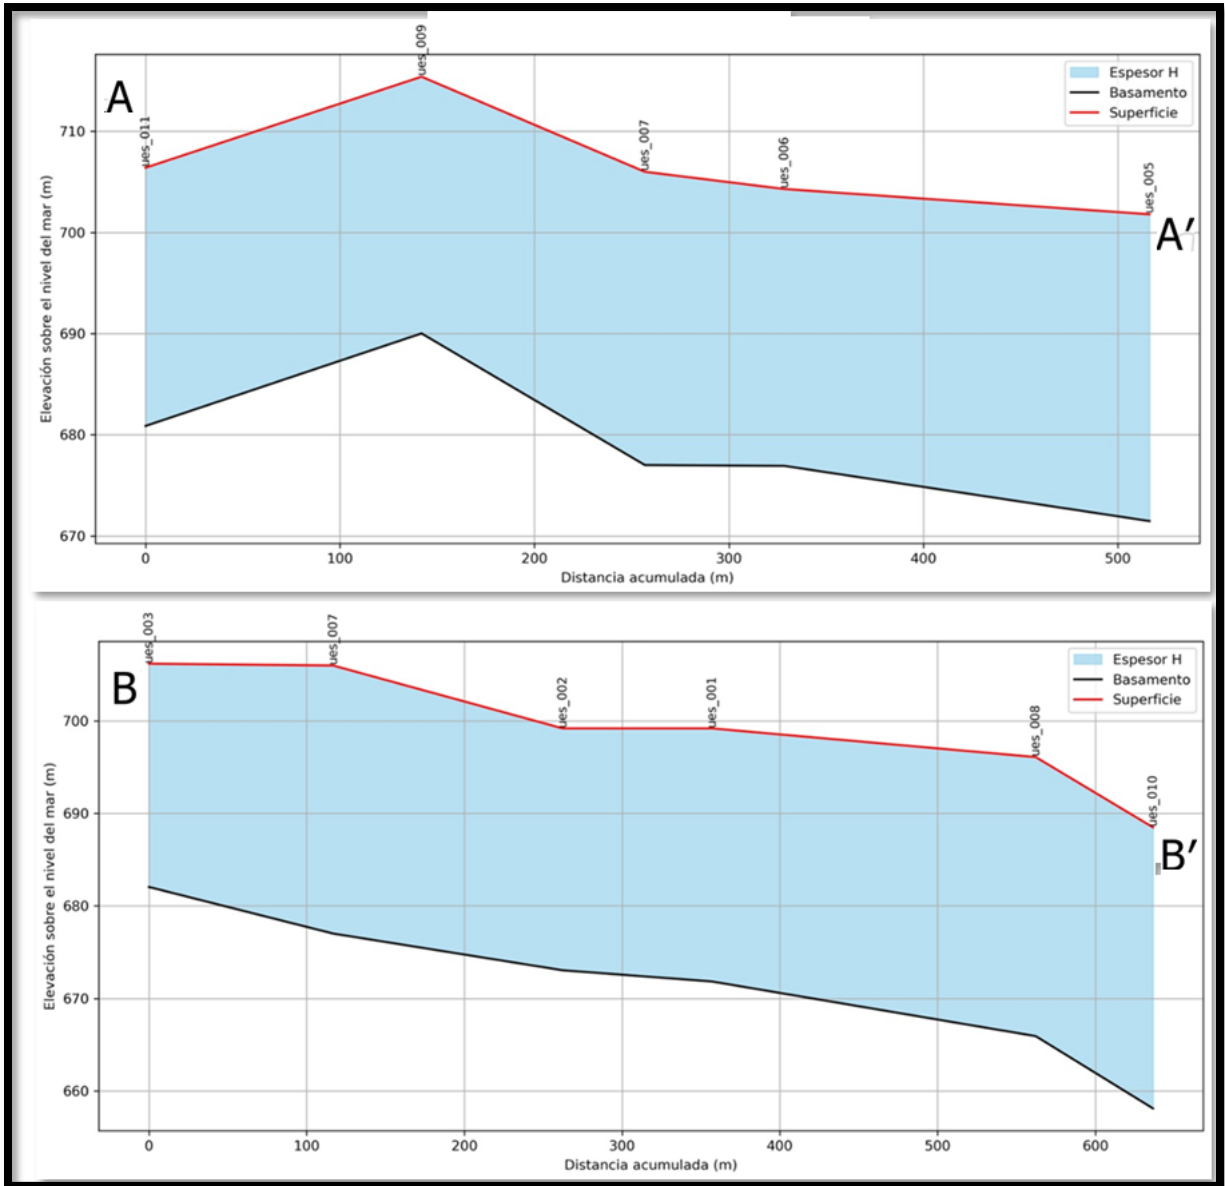 A
ues_011
ues_009
ues_007
ues_006
ues_005
A′
Espesor H
Basamento
Superficie
710
700
690
680
670
Elevación sobre el nivel del mar (m)
0 100 200 300 400 500
Distancia acumulada (m)
B
ues_003
ues_007
ues_002
ues_001
ues_008
ues_010
B′
Espesor H
Basamento
Superficie
700
690
680
670
660
Elevación sobre el nivel del mar (m)
0 100 200 300 400 500 600
Distancia acumulada (m)